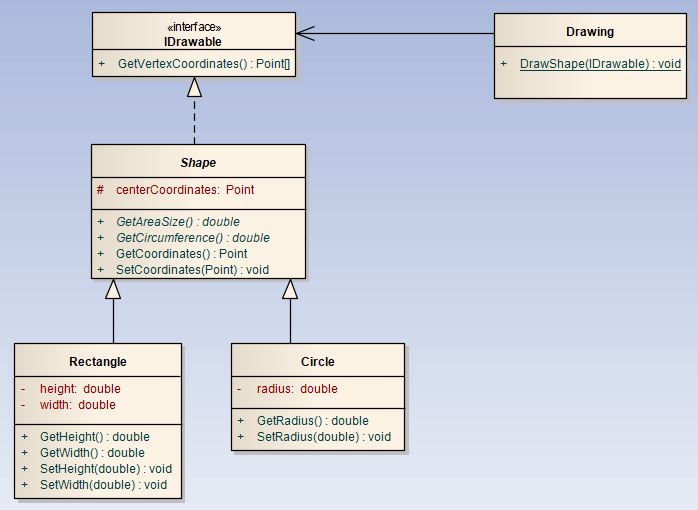 «interface»
IDrawable
+ GetVertexCoordinates() : Point[]
Drawing
+ DrawShape(IDrawable) : void
Shape
# centerCoordinates: Point
+ GetAreaSize() : double
+ GetCircumference() : double
+ GetCoordinates() : Point
+ SetCoordinates(Point) : void
Rectangle
- height: double
- width: double
+ GetHeight() : double
+ GetWidth() : double
+ SetHeight(double) : void
+ SetWidth(double) : void
Circle
- radius: double
+ GetRadius() : double
+ SetRadius(double) : void